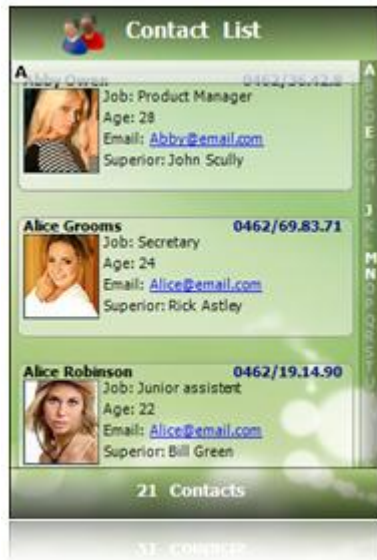 Contact List
A
Abby Owen 0462/36.42.8
Job: Product Manager
Age: 28
Email: Abby@email.com
Superior: John Scully
Alice Grooms 0462/69.83.71
Job: Secretary
Age: 24
Email: Alice@email.com
Superior: Rick Astley
Alice Robinson 0462/19.14.90
Job: Junior assistent
Age: 22
Email: Alice@email.com
Superior: Bill Green
A
B
C
D
E
F
G
H
I
J
K
L
M
N
O
P
Q
R
S
T
U
21 Contacts